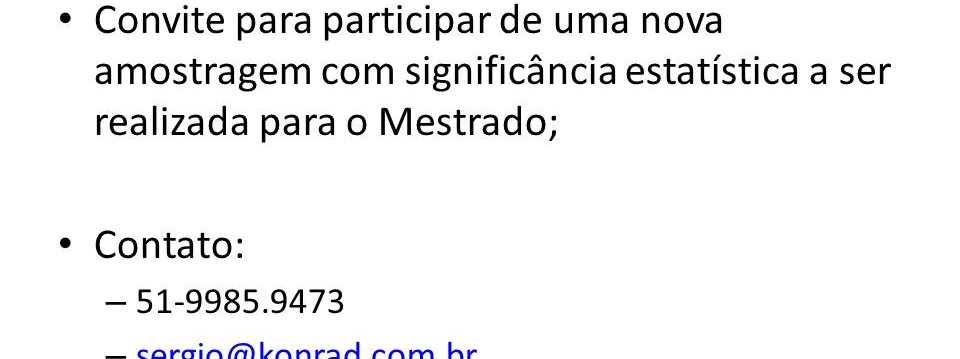 • Convite para participar de uma nova
amostragem com significância estatística a ser
realizada para o Mestrado;
• Contato:
– 51-9985.9473
– sergio@konrad.com.br